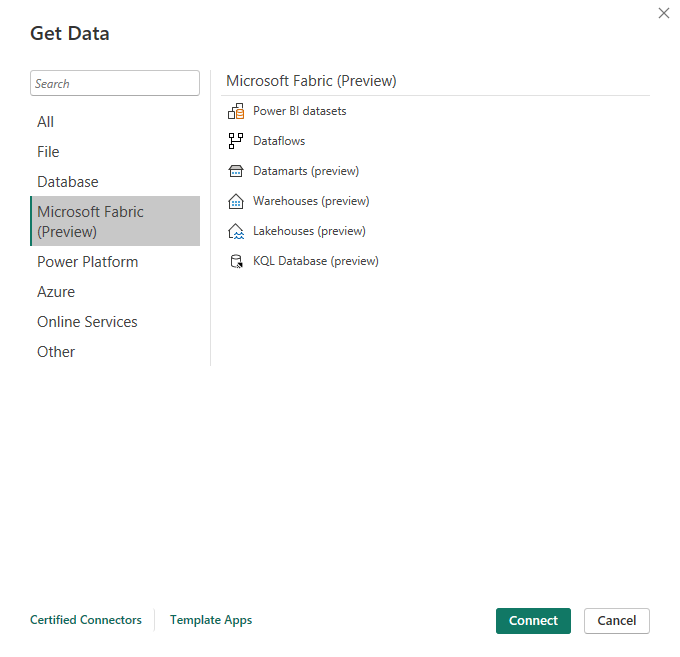 Get Data
Search
All
File
Database
Microsoft Fabric
(Preview)
Power Platform
Azure
Online Services
Other
Microsoft Fabric (Preview)
Power BI datasets
Dataflows
Datamarts (preview)
Warehouses (preview)
Lakehouses (preview)
KQL Database (preview)
Certified Connectors
Template Apps
Connect
Cancel